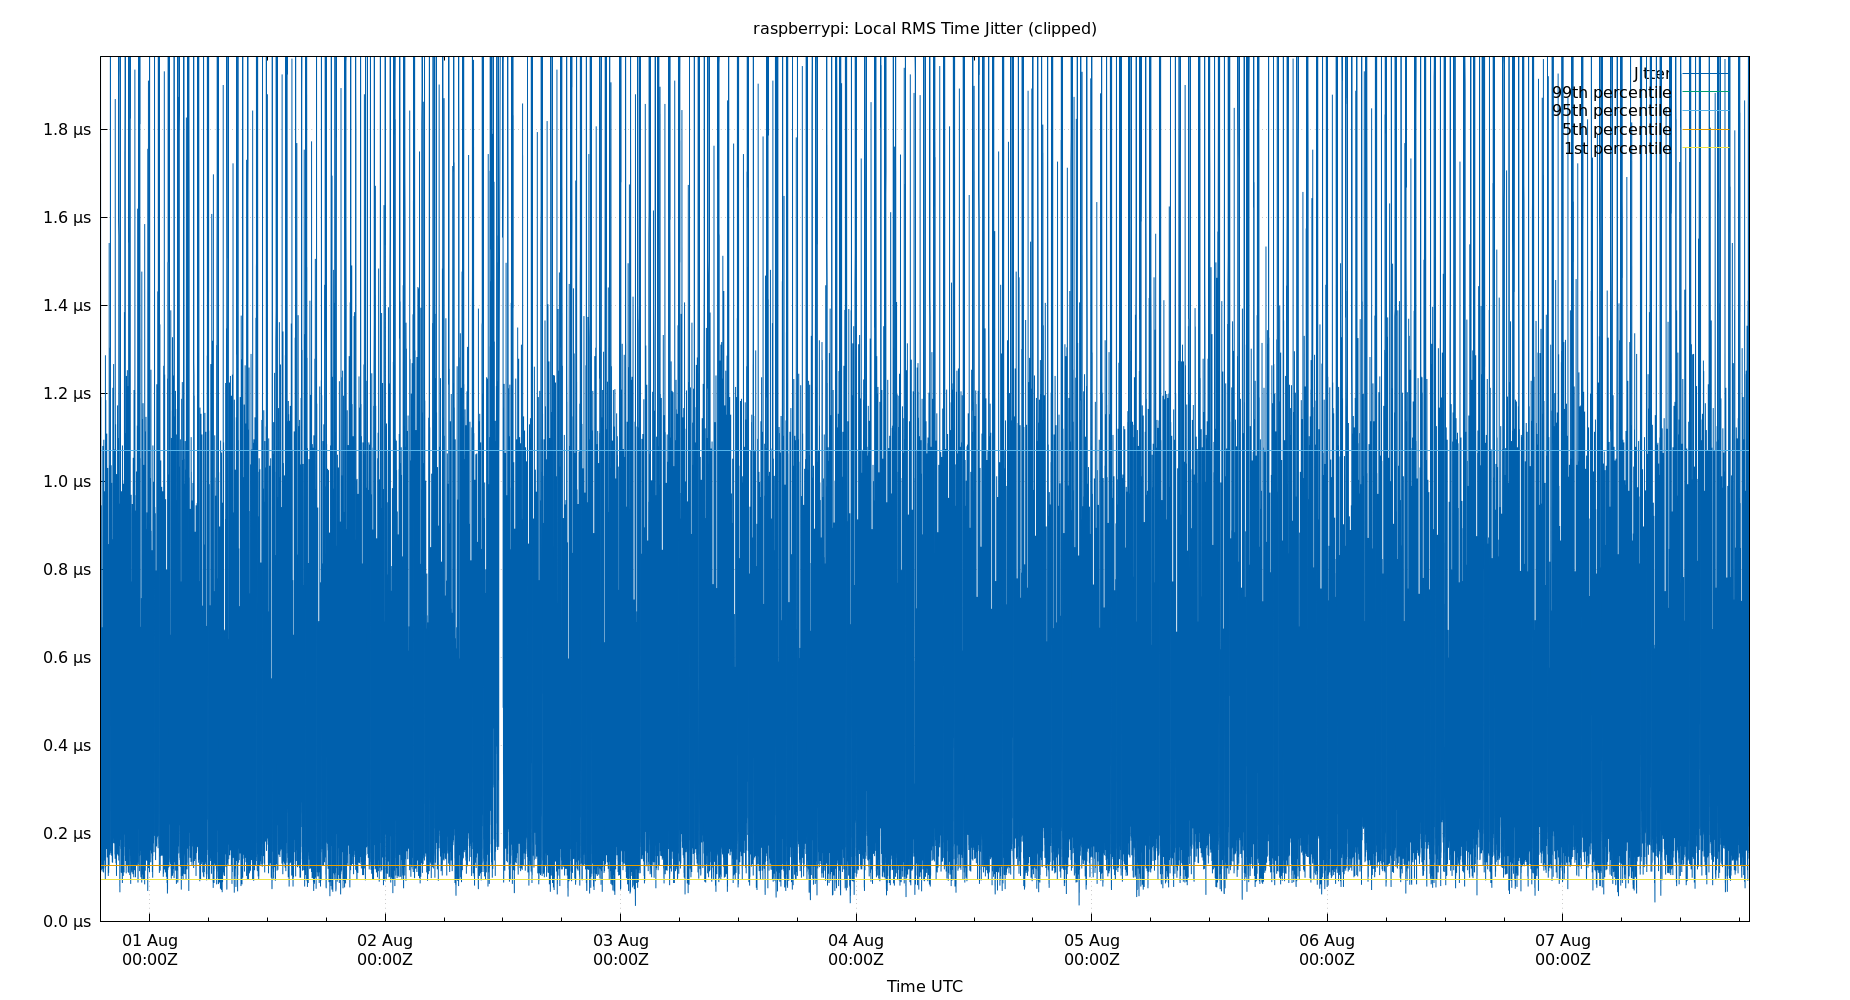 raspberrypi: Local RMS Time Jitter (clipped)
Jitter
99th percentile
95th percentile
5th percentile
1st percentile
1.8 µs
1.6 µs
1.4 µs
1.2 µs
1.0 µs
0.8 µs
0.6 µs
0.4 µs
0.2 µs
0.0 µs
01 Aug 02 Aug 03 Aug 04 Aug 05 Aug 06 Aug 07 Aug
00:00Z 00:00Z 00:00Z 00:00Z 00:00Z 00:00Z 00:00Z
Time UTC